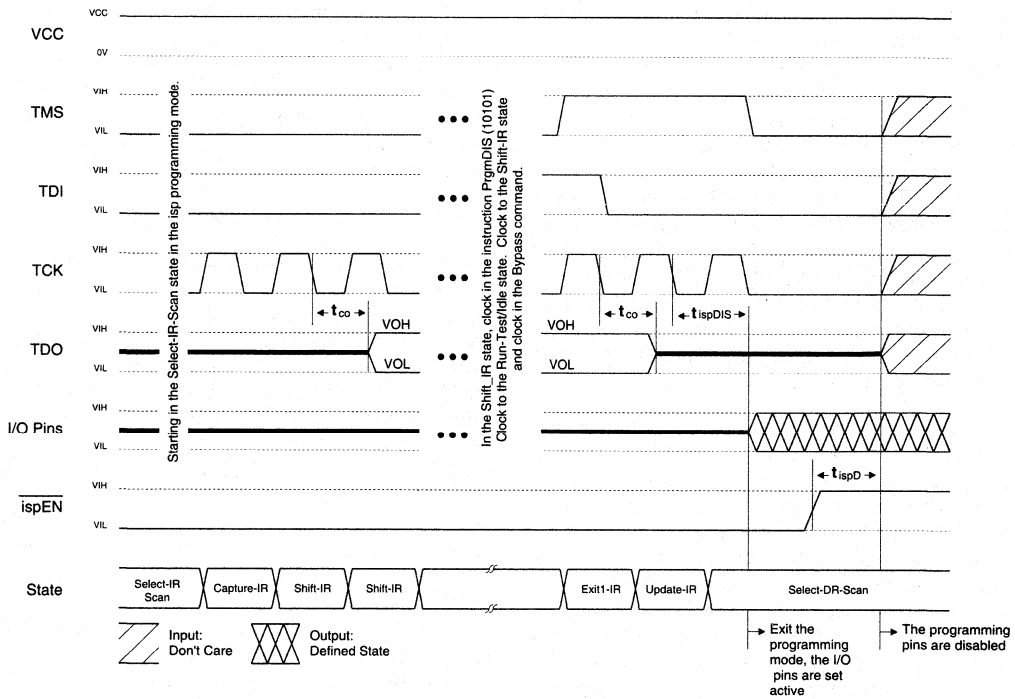 VCC
VCC
0V
TMS
VIH
VIL
TDI
VIH
VIL
TCK
VIH
VIL
tco
tco
tispDIS
TDO
VIH
VIL
VOH
VOL
VOH
VOL
I/O Pins
VIH
VIL
ispEN
VIH
VIL
tispD
Starting in the Select-IR-Scan state in the isp programming mode.
In the Shift_IR state, clock in the instruction PrgmDIS (10101)
Clock to the Run-Test/Idle state. Clock to the Shift-IR state
and clock in the Bypass command.
State
Select-IR
Scan
Capture-IR
Shift-IR
Shift-IR
Exit1-IR
Update-IR
Select-DR-Scan
Input:
Don't Care
Output:
Defined State
Exit the
programming
mode, the I/O
pins are set
active
The programming
pins are disabled